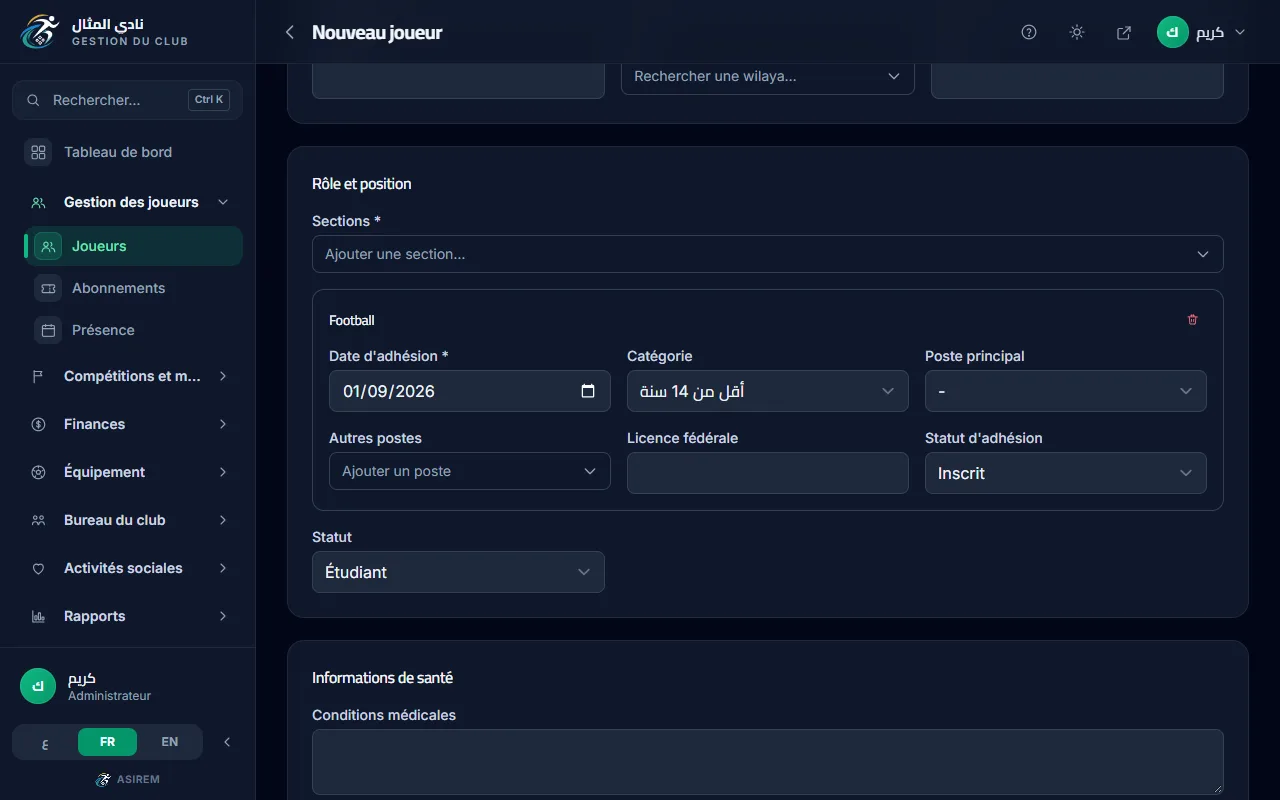 نادي المثال
GESTION DU CLUB
Nouveau joueur
كريم
ك
Rechercher...
Ctrl K
Tableau de bord
Gestion des joueurs
Joueurs
Abonnements
Présence
Compétitions et m...
Finances
Équipement
Bureau du club
Activités sociales
Rapports
ك
كريم
Administrateur
ع
FR
EN
ASIREM
Rechercher une wilaya...
Rôle et position
Sections *
Ajouter une section...
Football
Date d'adhésion *
Catégorie
Poste principal
01/09/2026
أقل من 14 سنة
-
Autres postes
Licence fédérale
Statut d'adhésion
Ajouter un poste
Inscrit
Statut
Étudiant
Informations de santé
Conditions médicales